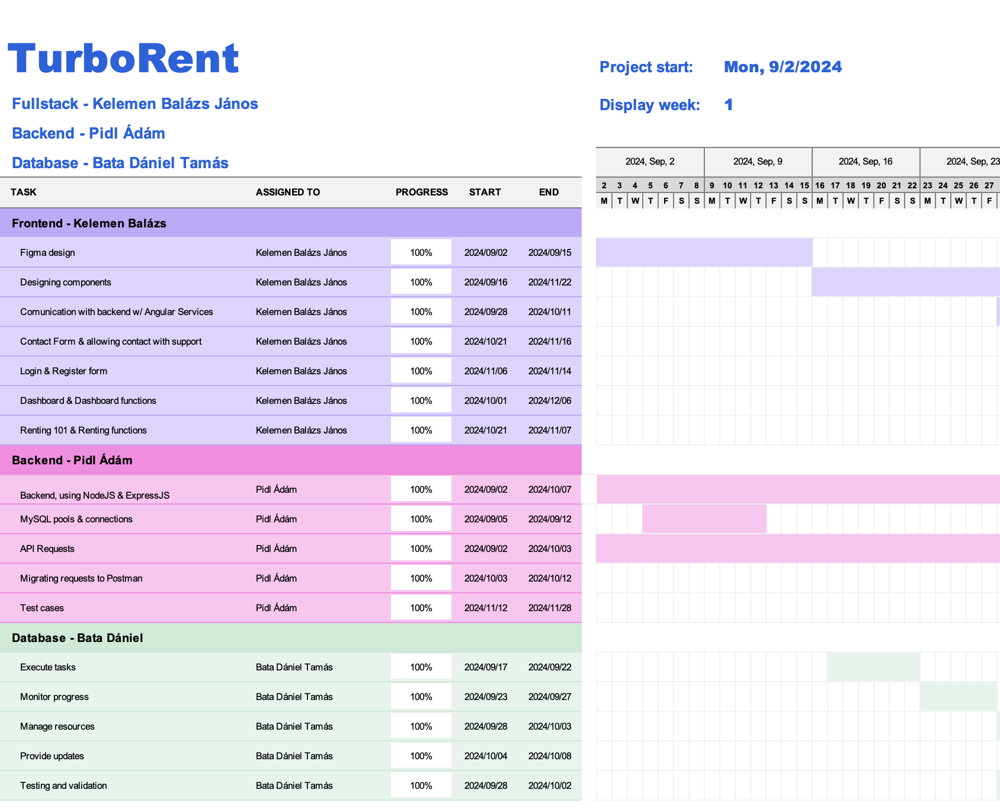 TurboRent
Project start: Mon, 9/2/2024
Fullstack - Kelemen Balázs János
Display week: 1
Backend - Pidl Ádám
Database - Bata Dániel Tamás
2024, Sep, 2 2024, Sep, 9 2024, Sep, 16 2024, Sep, 23
2 3 4 5 6 7 8 9 10 11 12 13 14 15 16 17 18 19 20 21 22 23 24 25 26 27
TASK ASSIGNED TO PROGRESS START END
M T W T F S S M T W T F S S M T W T F S S M T W T F
Frontend - Kelemen Balázs
Figma design Kelemen Balázs János 100% 2024/09/02 2024/09/15
Designing components Kelemen Balázs János 100% 2024/09/16 2024/11/22
Comunication with backend w/ Angular Services Kelemen Balázs János 100% 2024/09/28 2024/10/11
Contact Form & allowing contact with support Kelemen Balázs János 100% 2024/10/21 2024/11/16
Login & Register form Kelemen Balázs János 100% 2024/11/06 2024/11/14
Dashboard & Dashboard functions Kelemen Balázs János 100% 2024/10/01 2024/12/06
Renting 101 & Renting functions Kelemen Balázs János 100% 2024/10/21 2024/11/07
Backend - Pidl Ádám
Backend, using NodeJS & ExpressJS Pidl Ádám 100% 2024/09/02 2024/10/07
MySQL pools & connections Pidl Ádám 100% 2024/09/05 2024/09/12
API Requests Pidl Ádám 100% 2024/09/02 2024/10/03
Migrating requests to Postman Pidl Ádám 100% 2024/10/03 2024/10/12
Test cases Pidl Ádám 100% 2024/11/12 2024/11/28
Database - Bata Dániel
Execute tasks Bata Dániel Tamás 100% 2024/09/17 2024/09/22
Monitor progress Bata Dániel Tamás 100% 2024/09/23 2024/09/27
Manage resources Bata Dániel Tamás 100% 2024/09/28 2024/10/03
Provide updates Bata Dániel Tamás 100% 2024/10/04 2024/10/08
Testing and validation Bata Dániel Tamás 100% 2024/09/28 2024/10/02